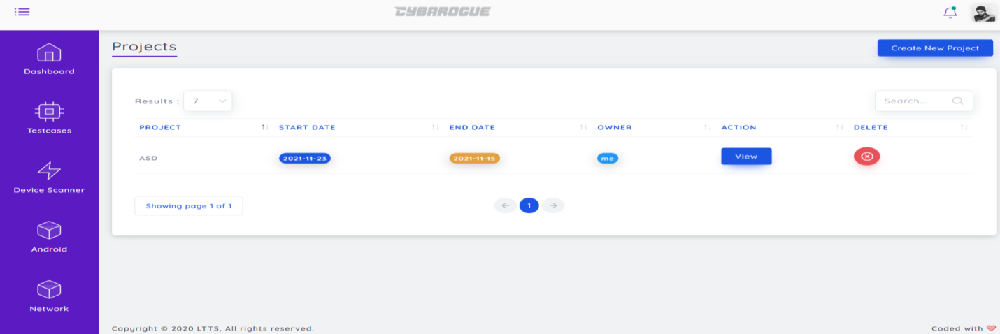 CYBAROGUE
Dashboard
Testcases
Device Scanner
Android
Network
Projects
Create New Project
Results : 7
Search...
PROJECT START DATE END DATE OWNER ACTION DELETE
ASD 2021-11-23 2021-11-15 me View
Showing page 1 of 1
1
Copyright © 2020 LTTS, All rights reserved.
Coded with